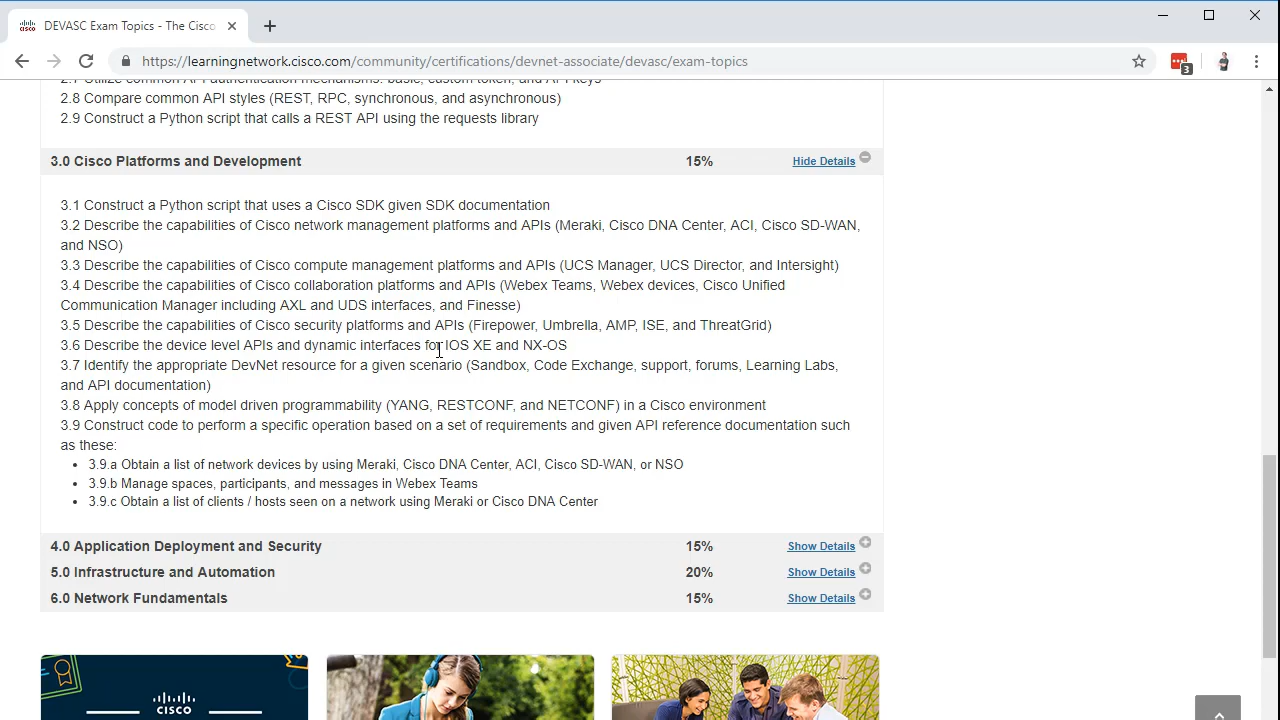 DEVASC Exam Topics - The Cisco
https://learningnetwork.cisco.com/community/certifications/devnet-associate/devasc/exam-topics
3
2.7 Utilize common API authentication mechanisms: basic, custom token, and API keys
2.8 Compare common API styles (REST, RPC, synchronous, and asynchronous)
2.9 Construct a Python script that calls a REST API using the requests library
3.0 Cisco Platforms and Development 15% Hide Details
3.1 Construct a Python script that uses a Cisco SDK given SDK documentation
3.2 Describe the capabilities of Cisco network management platforms and APIs (Meraki, Cisco DNA Center, ACI, Cisco SD-WAN,
and NSO)
3.3 Describe the capabilities of Cisco compute management platforms and APIs (UCS Manager, UCS Director, and Intersight)
3.4 Describe the capabilities of Cisco collaboration platforms and APIs (Webex Teams, Webex devices, Cisco Unified
Communication Manager including AXL and UDS interfaces, and Finesse)
3.5 Describe the capabilities of Cisco security platforms and APIs (Firepower, Umbrella, AMP, ISE, and ThreatGrid)
3.6 Describe the device level APIs and dynamic interfaces for IOS XE and NX-OS
3.7 Identify the appropriate DevNet resource for a given scenario (Sandbox, Code Exchange, support, forums, Learning Labs,
and API documentation)
3.8 Apply concepts of model driven programmability (YANG, RESTCONF, and NETCONF) in a Cisco environment
3.9 Construct code to perform a specific operation based on a set of requirements and given API reference documentation such
as these:
• 3.9.a Obtain a list of network devices by using Meraki, Cisco DNA Center, ACI, Cisco SD-WAN, or NSO
• 3.9.b Manage spaces, participants, and messages in Webex Teams
• 3.9.c Obtain a list of clients / hosts seen on a network using Meraki or Cisco DNA Center
4.0 Application Deployment and Security 15% Show Details
5.0 Infrastructure and Automation 20% Show Details
6.0 Network Fundamentals 15% Show Details
CISCO